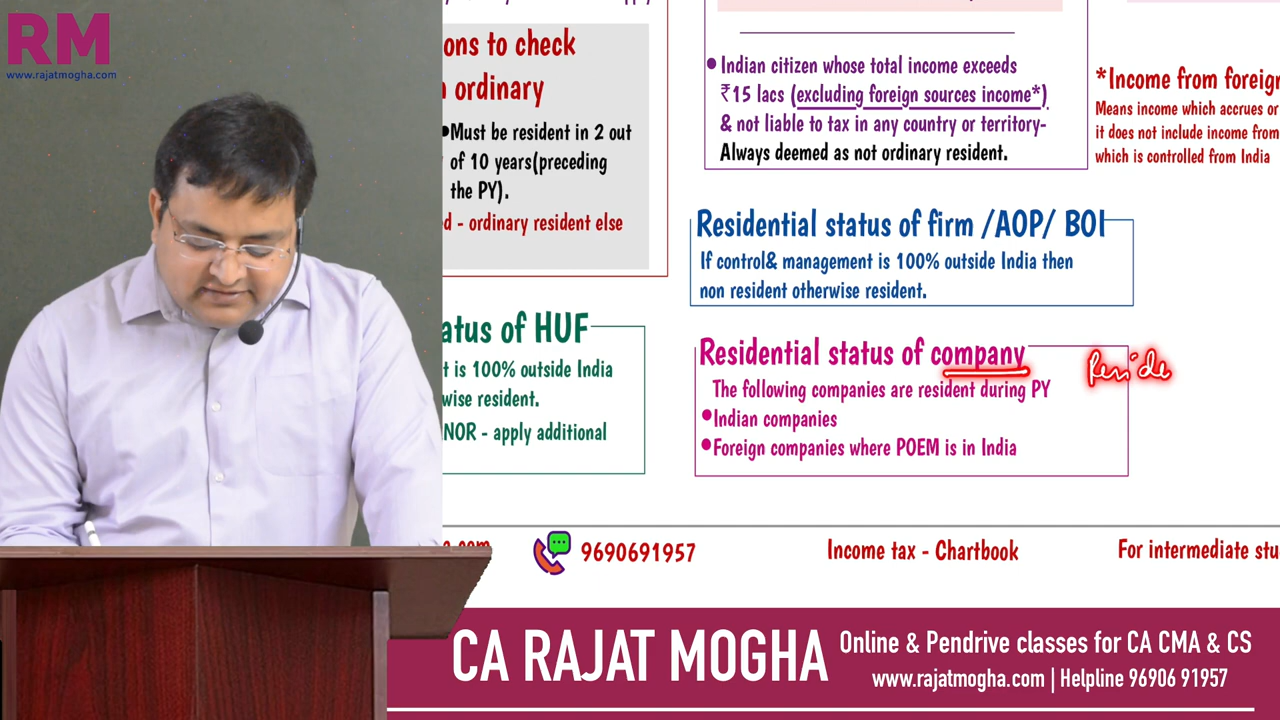 RM
www.rajatmogha.com
ons to check
ordinary
•Must be resident in 2 out
of 10 years(preceding
the PY).
d - ordinary resident else
atus of HUF
t is 100% outside India
wise resident.
NOR - apply additional
•Indian citizen whose total income exceeds
₹15 lacs (excluding foreign sources income*)
& not liable to tax in any country or territory-
Always deemed as not ordinary resident.
*Income from foreign
Means income which accrues or
it does not include income from
which is controlled from India
Residential status of firm /AOP/ BOI
If control& management is 100% outside India then
non resident otherwise resident.
Residential status of company
Reside
The following companies are resident during PY
•Indian companies
•Foreign companies where POEM is in India
9690691957
Income tax - Chartbook
For intermediate stu
CA RAJAT MOGHA
Online & Pendrive classes for CA CMA & CS
www.rajatmogha.com | Helpline 96906 91957